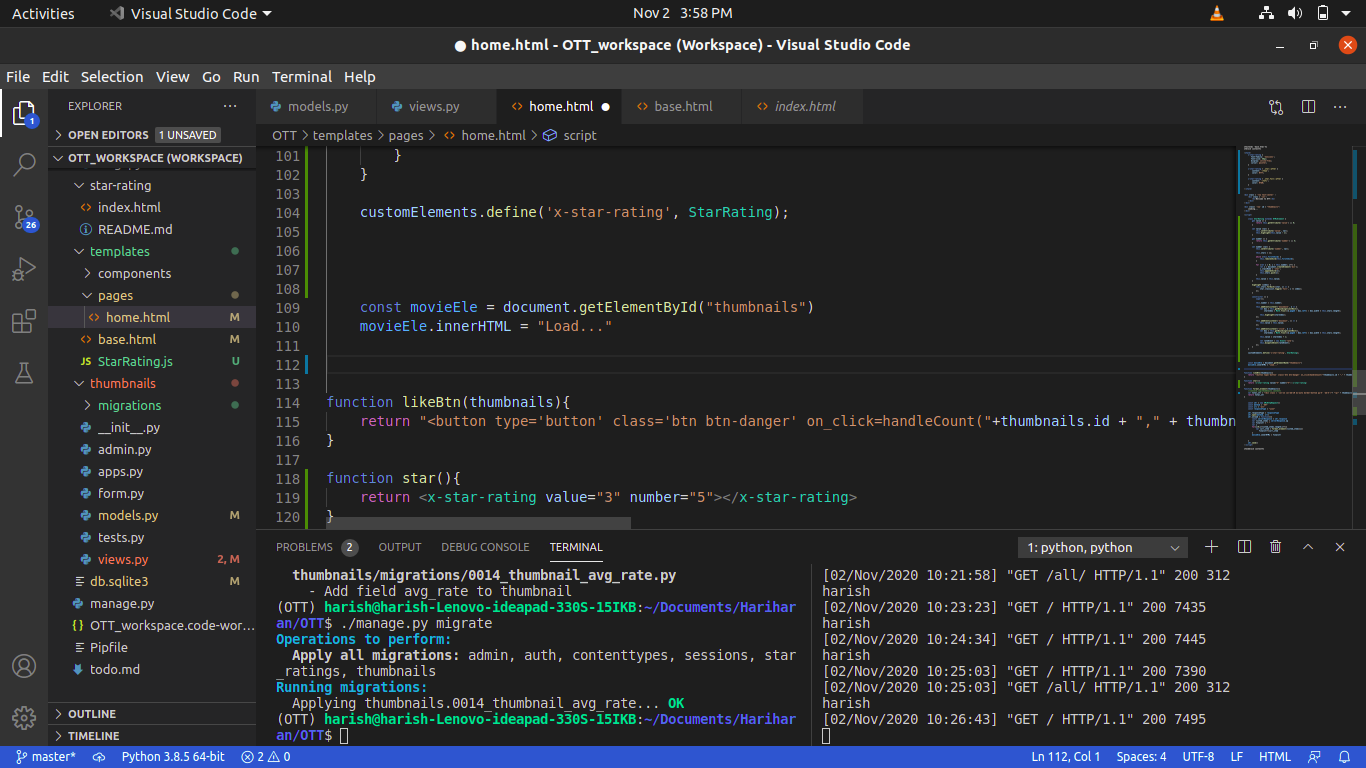 Activities Visual Studio Code Nov 2 3:58 PM
● home.html - OTT_workspace (Workspace) - Visual Studio Code
File Edit Selection View Go Run Terminal Help
EXPLORER ···
OPEN EDITORS 1 UNSAVED
OTT_WORKSPACE (WORKSPACE)
star-rating
index.html
README.md
templates
components
pages
home.html M
base.html M
JS StarRating.js U
thumbnails
migrations
__init__.py
admin.py
apps.py
form.py
models.py M
tests.py
views.py 2, M
db.sqlite3 M
manage.py
OTT_workspace.code-wor...
Pipfile
todo.md
OUTLINE
TIMELINE
1
26
models.py views.py home.html ● base.html index.html
OTT > templates > pages > home.html > script
101 }
102 }
103
104 customElements.define('x-star-rating', StarRating);
105
106
107
108
109 const movieEle = document.getElementById("thumbnails")
110 movieEle.innerHTML = "Load..."
111
112
113
114 function likeBtn(thumbnails){
115 return "<button type='button' class='btn btn-danger' on_click=handleCount("+thumbnails.id + "," + thumbn
116 }
117
118 function star(){
119 return <x-star-rating value="3" number="5"></x-star-rating>
120 }
PROBLEMS 2 OUTPUT DEBUG CONSOLE TERMINAL 1: python, python
thumbnails/migrations/0014_thumbnail_avg_rate.py
- Add field avg_rate to thumbnail
(OTT) harish@harish-Lenovo-ideapad-330S-15IKB:~/Documents/Harihar
an/OTT$ ./manage.py migrate
Operations to perform:
Apply all migrations: admin, auth, contenttypes, sessions, star
_ratings, thumbnails
Running migrations:
Applying thumbnails.0014_thumbnail_avg_rate... OK
(OTT) harish@harish-Lenovo-ideapad-330S-15IKB:~/Documents/Harihar
an/OTT$
[02/Nov/2020 10:21:58] "GET /all/ HTTP/1.1" 200 312
harish
[02/Nov/2020 10:23:23] "GET / HTTP/1.1" 200 7435
harish
[02/Nov/2020 10:24:34] "GET / HTTP/1.1" 200 7445
harish
[02/Nov/2020 10:25:03] "GET / HTTP/1.1" 200 7390
[02/Nov/2020 10:25:03] "GET /all/ HTTP/1.1" 200 312
harish
[02/Nov/2020 10:26:43] "GET / HTTP/1.1" 200 7495
master* Python 3.8.5 64-bit 2 0 Ln 112, Col 1 Spaces: 4 UTF-8 LF HTML